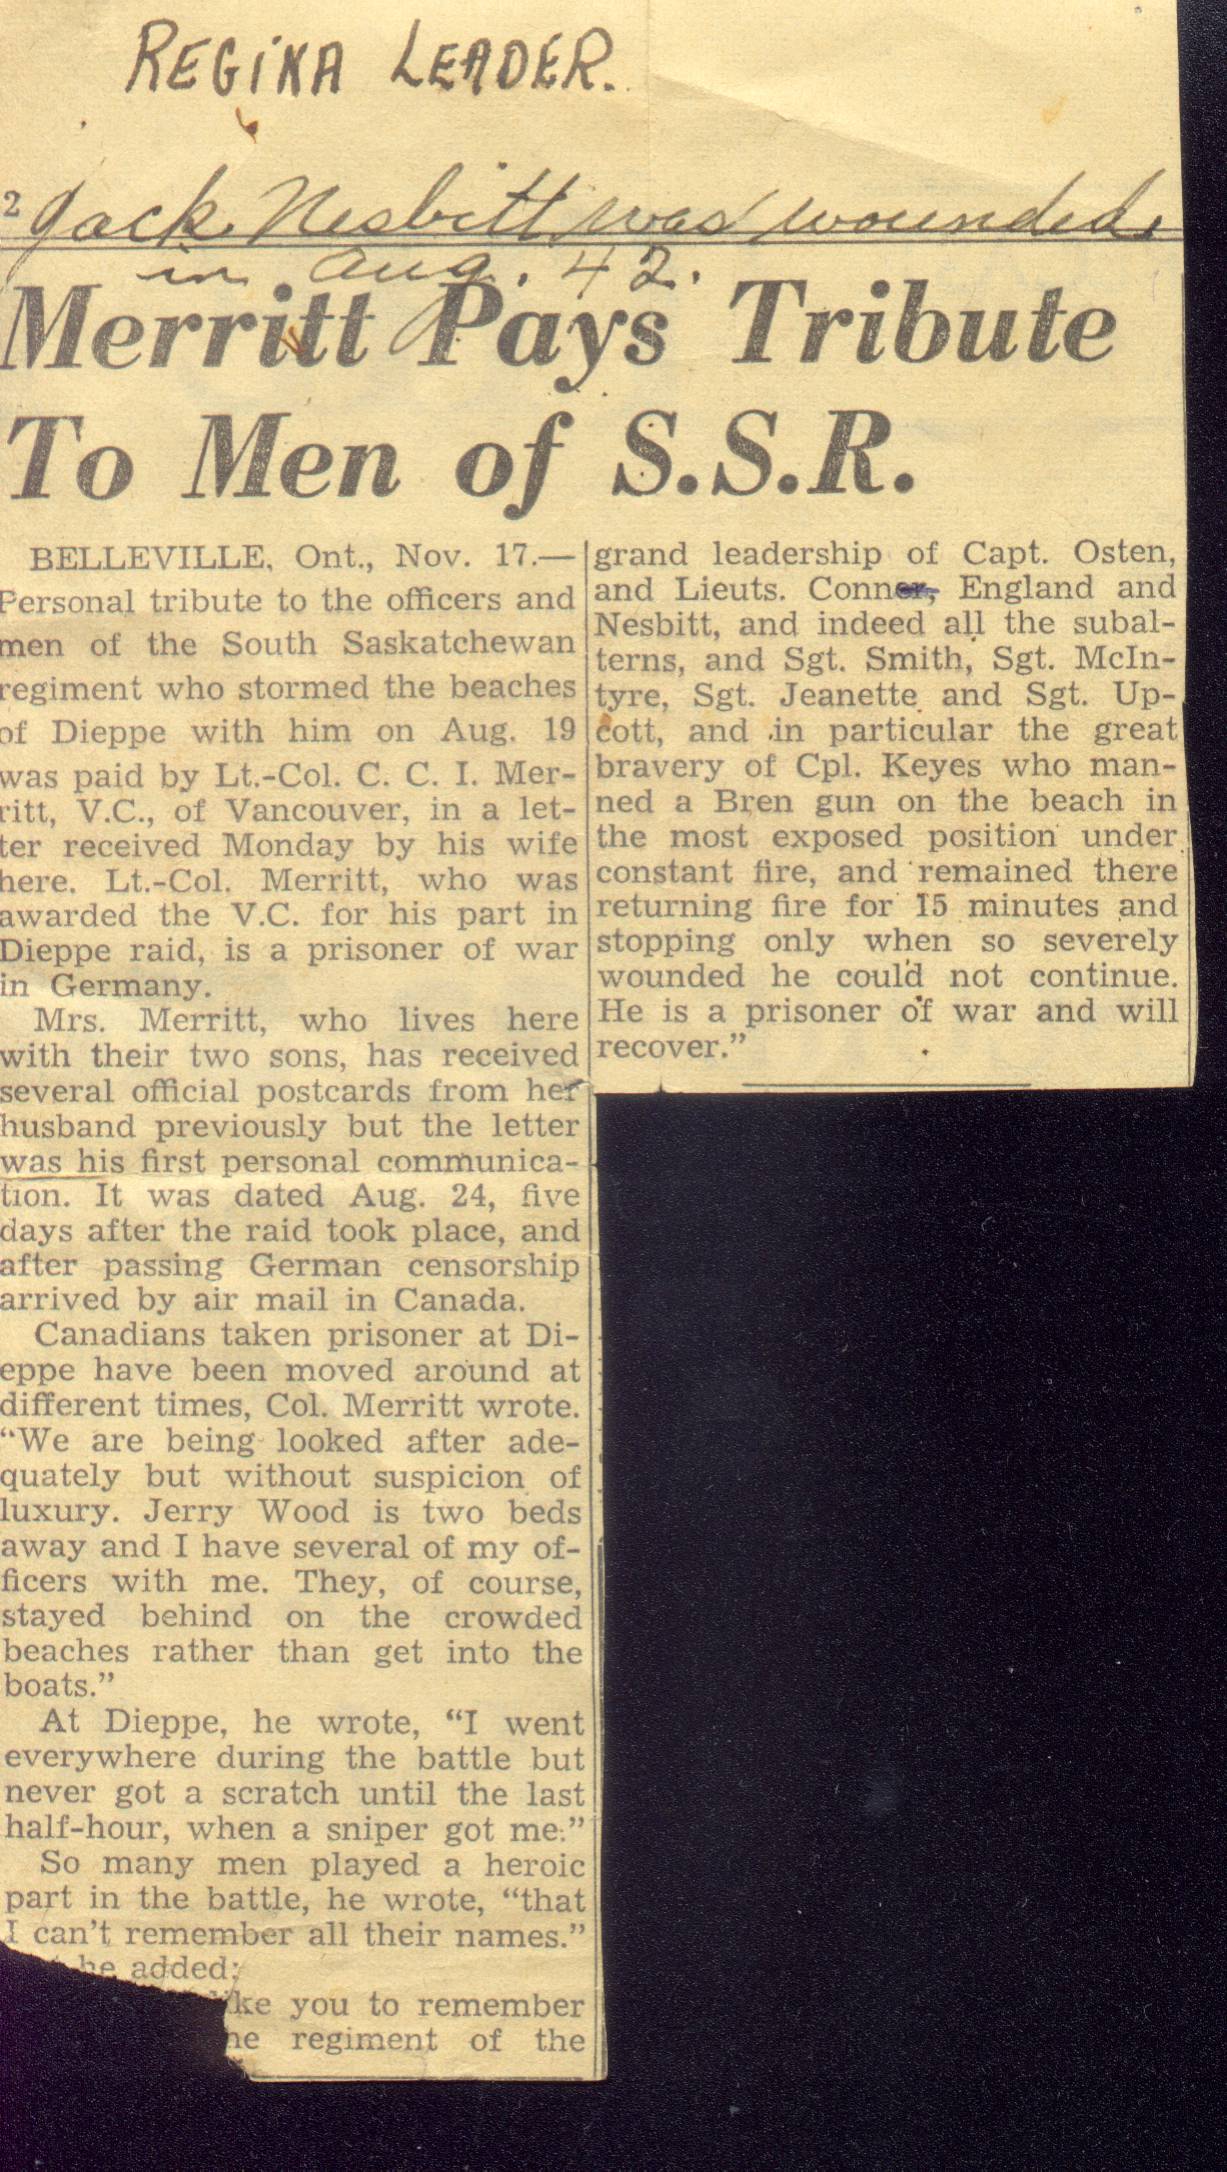 REGINA LEADER.
2
Jack Nesbitt was wounded
in Aug. 42.
Merritt Pays Tribute
To Men of S.S.R.
BELLEVILLE, Ont., Nov. 17.—
Personal tribute to the officers and
men of the South Saskatchewan
regiment who stormed the beaches
of Dieppe with him on Aug. 19
was paid by Lt.-Col. C. C. I. Mer-
ritt, V.C., of Vancouver, in a let-
ter received Monday by his wife
here. Lt.-Col. Merritt, who was
awarded the V.C. for his part in
Dieppe raid, is a prisoner of war
in Germany.
Mrs. Merritt, who lives here
with their two sons, has received
several official postcards from her
husband previously but the letter
was his first personal communica-
tion. It was dated Aug. 24, five
days after the raid took place, and
after passing German censorship
arrived by air mail in Canada.
Canadians taken prisoner at Di-
eppe have been moved around at
different times, Col. Merritt wrote.
“We are being looked after ade-
quately but without suspicion of
luxury. Jerry Wood is two beds
away and I have several of my of-
ficers with me. They, of course,
stayed behind on the crowded
beaches rather than get into the
boats.”
At Dieppe, he wrote, “I went
everywhere during the battle but
never got a scratch until the last
half-hour, when a sniper got me.”
So many men played a heroic
part in the battle, he wrote, “that
I can't remember all their names.”
he added:
like you to remember
regiment of the
grand leadership of Capt. Osten,
and Lieuts. Conner, England and
Nesbitt, and indeed all the subal-
terns, and Sgt. Smith, Sgt. McIn-
tyre, Sgt. Jeanette and Sgt. Up-
cott, and in particular the great
bravery of Cpl. Keyes who man-
ned a Bren gun on the beach in
the most exposed position under
constant fire, and remained there
returning fire for 15 minutes and
stopping only when so severely
wounded he could not continue.
He is a prisoner of war and will
recover.”